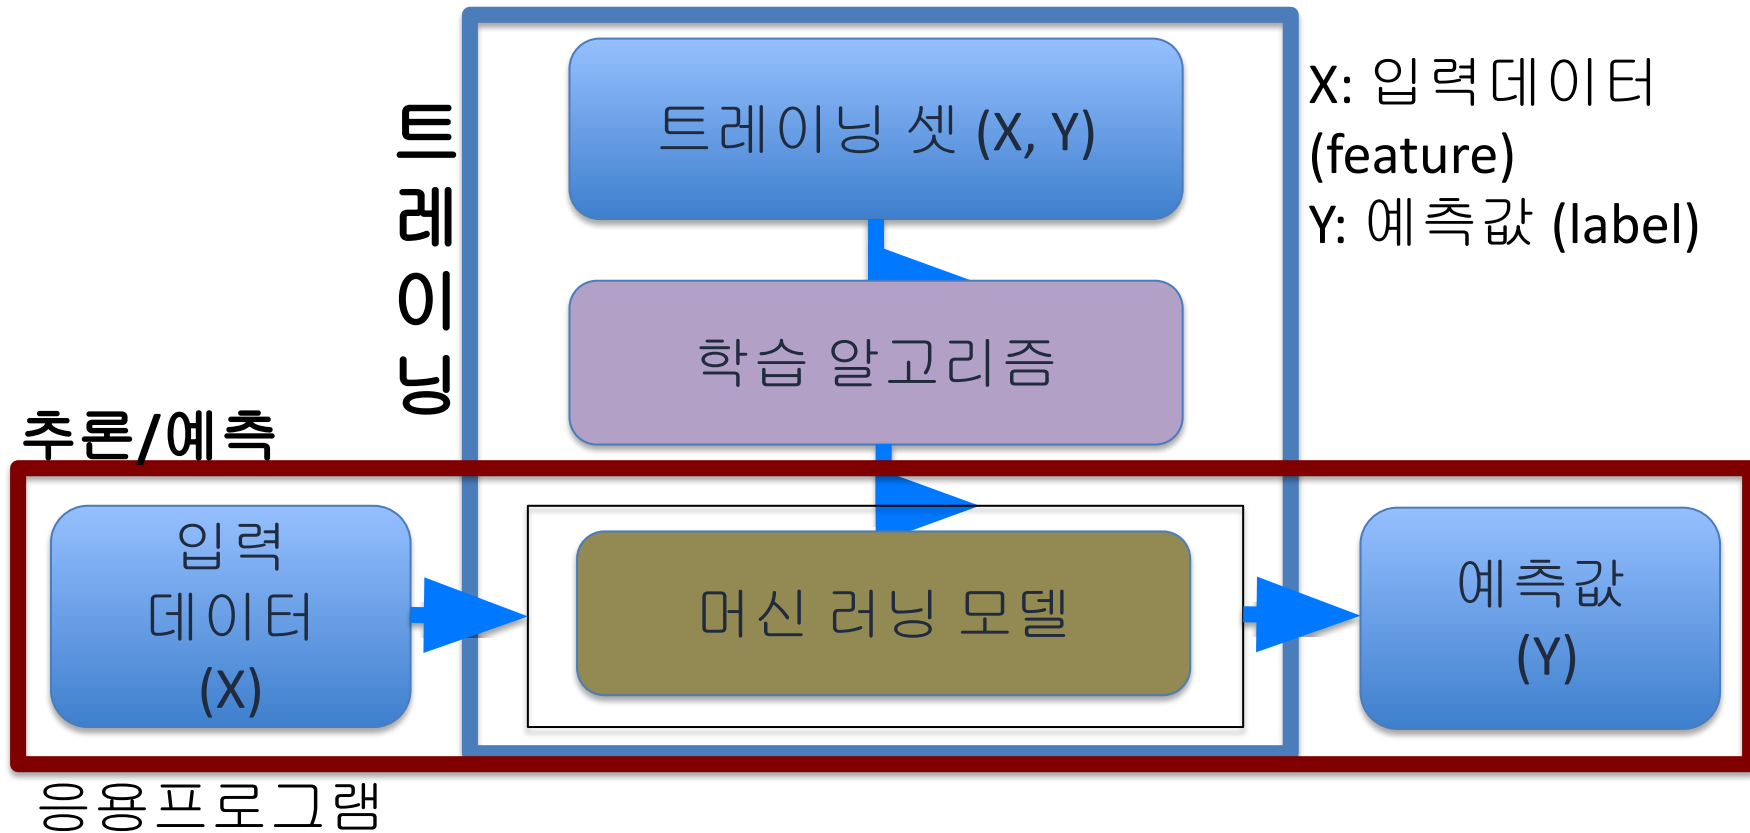 트레이닝 셋 (X, Y)
X: 입력데이터
(feature)
Y: 예측값 (label)
트
레
이
닝
학습 알고리즘
추론/예측
입력
데이터
(X)
머신 러닝 모델
예측값
(Y)
응용프로그램